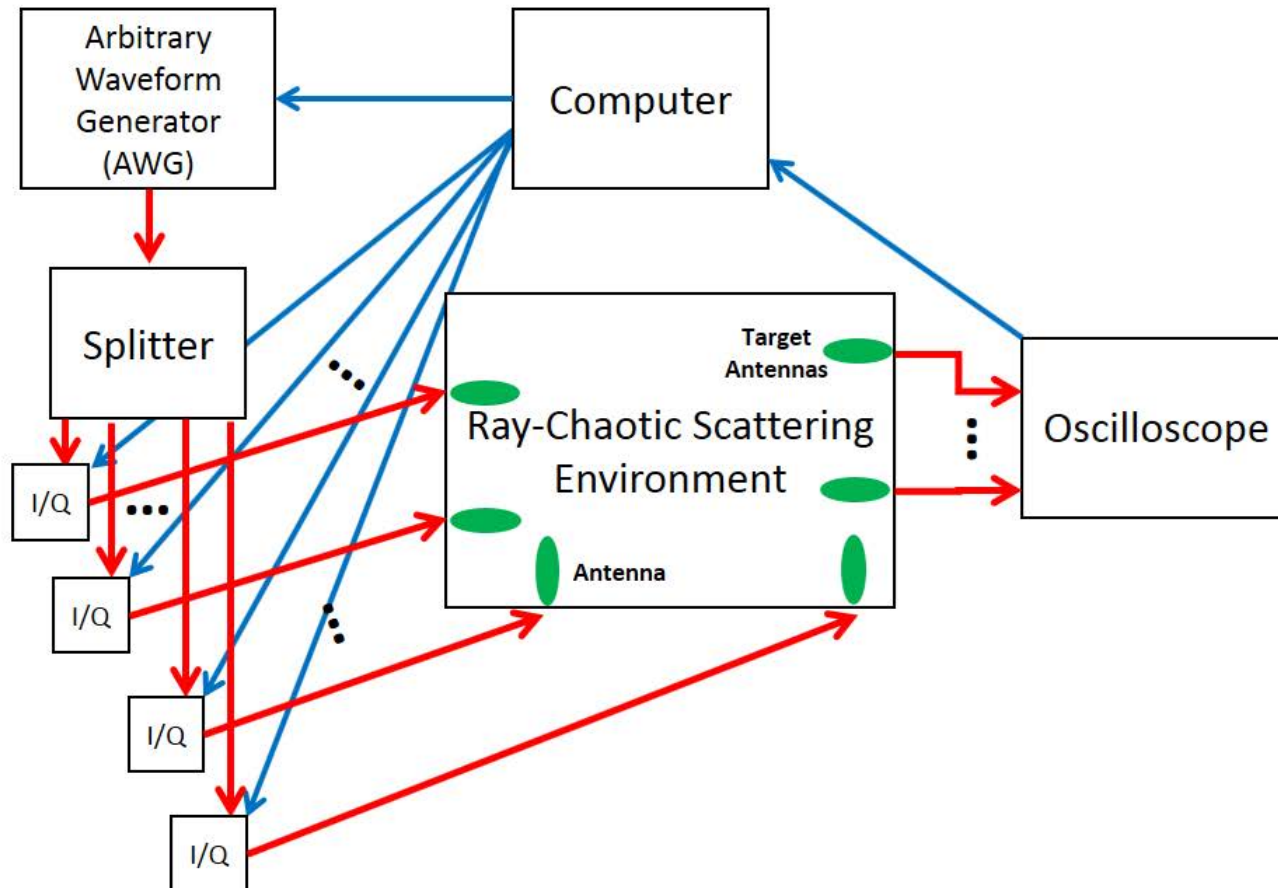 Arbitrary
Waveform
Generator
(AWG)
Computer
Splitter
Target
Antennas
Ray-Chaotic Scattering
Environment
Oscilloscope
Antenna
I/Q
I/Q
I/Q
I/Q